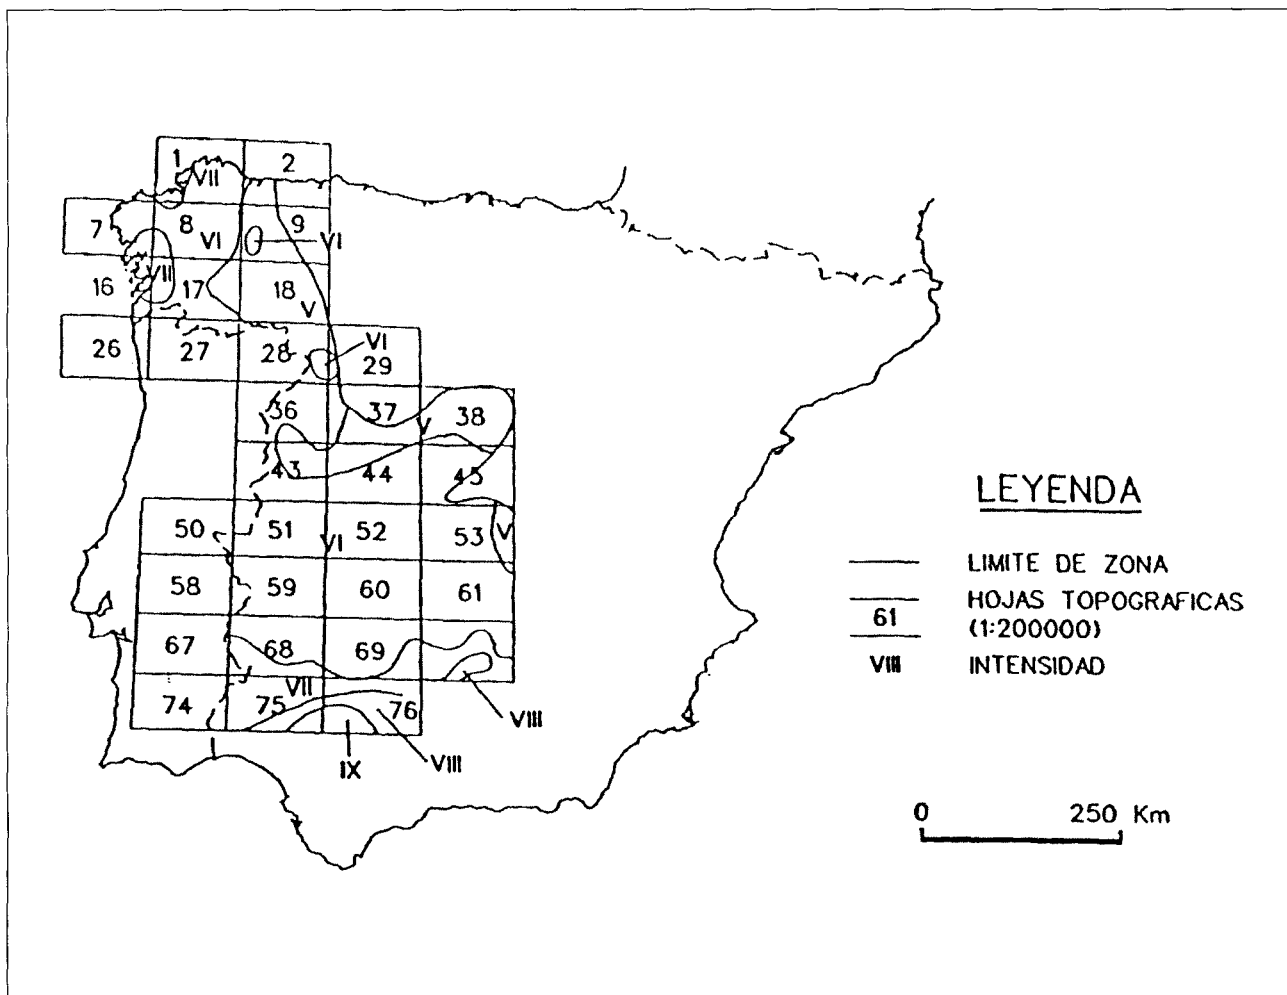 1 2
VII
7 8 9
VI VI
VII
16 17 18
V
26 27 28 29
VI
36 37 38
V
43 44 45
50 51 52 53
VI V
58 59 60 61
67 68 69
VII
74 75 76
VIII
IX VIII
LEYENDA
LIMITE DE ZONA
61 HOJAS TOPOGRAFICAS
(1:200000)
VIII INTENSIDAD
0 250 Km